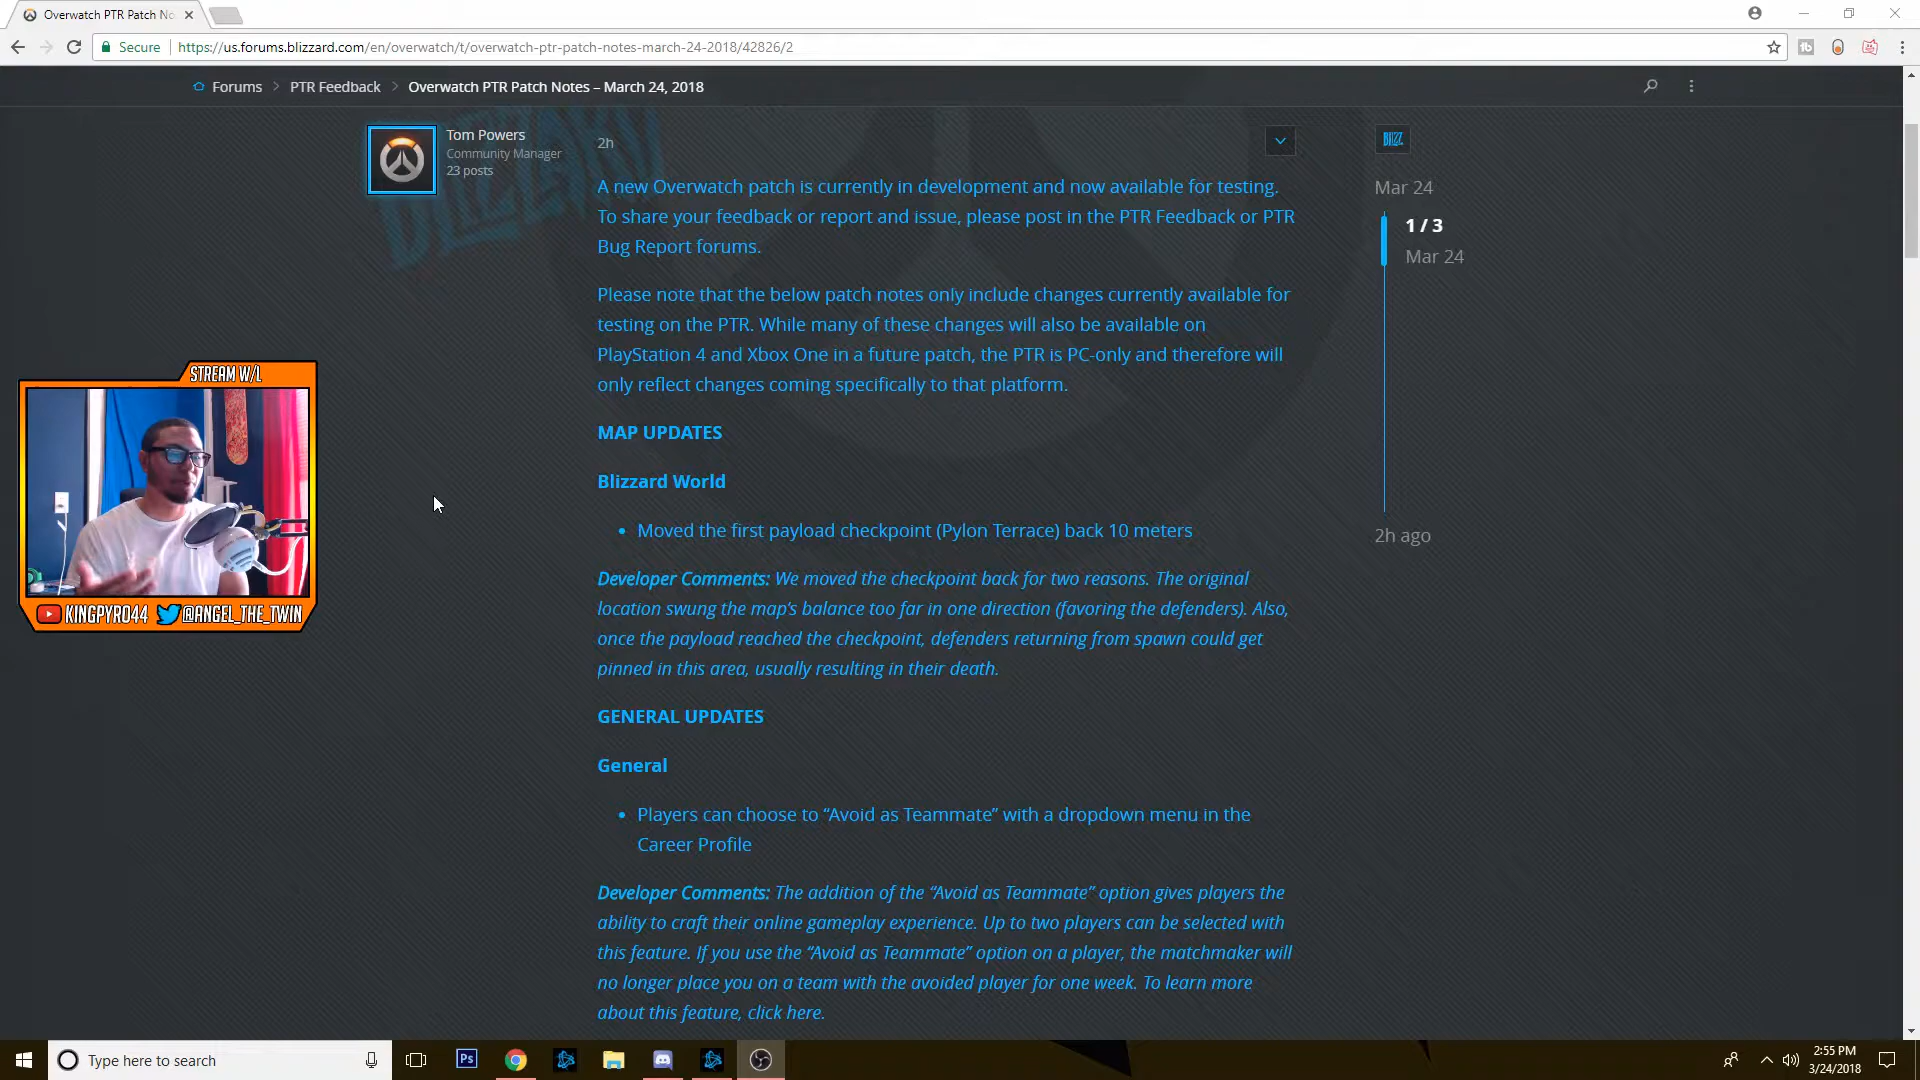 Overwatch PTR Patch No
Secure
https://us.forums.blizzard.com/en/overwatch/t/overwatch-ptr-patch-notes-march-24-2018/42826/2
Forums
PTR Feedback
Overwatch PTR Patch Notes – March 24, 2018
Tom Powers
Community Manager
23 posts
2h
BLIZZ
A new Overwatch patch is currently in development and now available for testing.
To share your feedback or report and issue, please post in the PTR Feedback or PTR
Bug Report forums.
Please note that the below patch notes only include changes currently available for
testing on the PTR. While many of these changes will also be available on
PlayStation 4 and Xbox One in a future patch, the PTR is PC-only and therefore will
only reflect changes coming specifically to that platform.
MAP UPDATES
Blizzard World
• Moved the first payload checkpoint (Pylon Terrace) back 10 meters
Developer Comments: We moved the checkpoint back for two reasons. The original
location swung the map's balance too far in one direction (favoring the defenders). Also,
once the payload reached the checkpoint, defenders returning from spawn could get
pinned in this area, usually resulting in their death.
GENERAL UPDATES
General
• Players can choose to “Avoid as Teammate” with a dropdown menu in the
Career Profile
Developer Comments: The addition of the “Avoid as Teammate” option gives players the
ability to craft their online gameplay experience. Up to two players can be selected with
this feature. If you use the “Avoid as Teammate” option on a player, the matchmaker will
no longer place you on a team with the avoided player for one week. To learn more
about this feature, click here.
Mar 24
1 / 3
Mar 24
2h ago
STREAM W/L
KINGPYRO44
@ANGEL_THE_TWIN
Type here to search
Ps
2:55 PM
3/24/2018